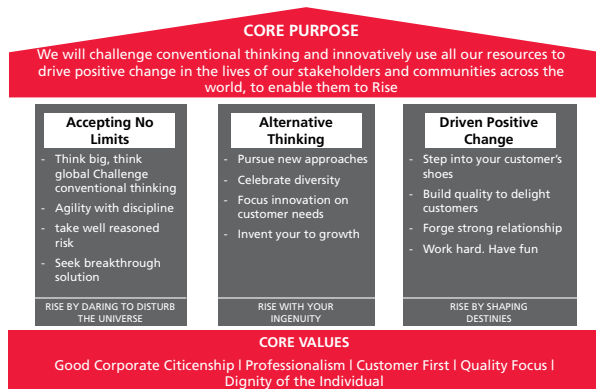 CORE PURPOSE
We will challenge conventional thinking and innovatively use all our resources to
drive positive change in the lives of our stakeholders and communities across the
world, to enable them to Rise
Accepting No
Limits
- Think big, think
global Challenge
conventional thinking
- Agility with discipline
- take well reasoned
risk
- Seek breakthrough
solution
RISE BY DARING TO DISTURB
THE UNIVERSE
Alternative
Thinking
- Pursue new approaches
- Celebrate diversity
- Focus innovation on
customer needs
- Invent your to growth
RISE WITH YOUR
INGENUITY
Driven Positive
Change
- Step into your customer's
shoes
- Build quality to delight
customers
- Forge strong relationship
- Work hard. Have fun
RISE BY SHAPING
DESTINIES
CORE VALUES
Good Corporate Citicenship l Professionalism l Customer First l Quality Focus l
Dignity of the Individual